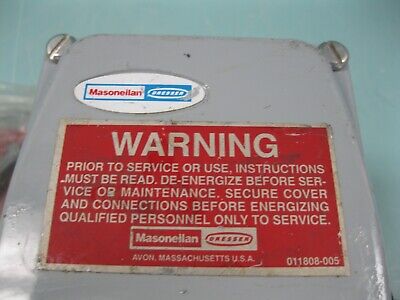 Masoneilan DRESSER
WARNING
PRIOR TO SERVICE OR USE, INSTRUCTIONS
MUST BE READ. DE-ENERGIZE BEFORE SER-
VICE OR MAINTENANCE. SECURE COVER
AND CONNECTIONS BEFORE ENERGIZING
QUALIFIED PERSONNEL ONLY TO SERVICE.
Masoneilan DRESSER
AVON, MASSACHUSETTS U.S.A. 011808-005